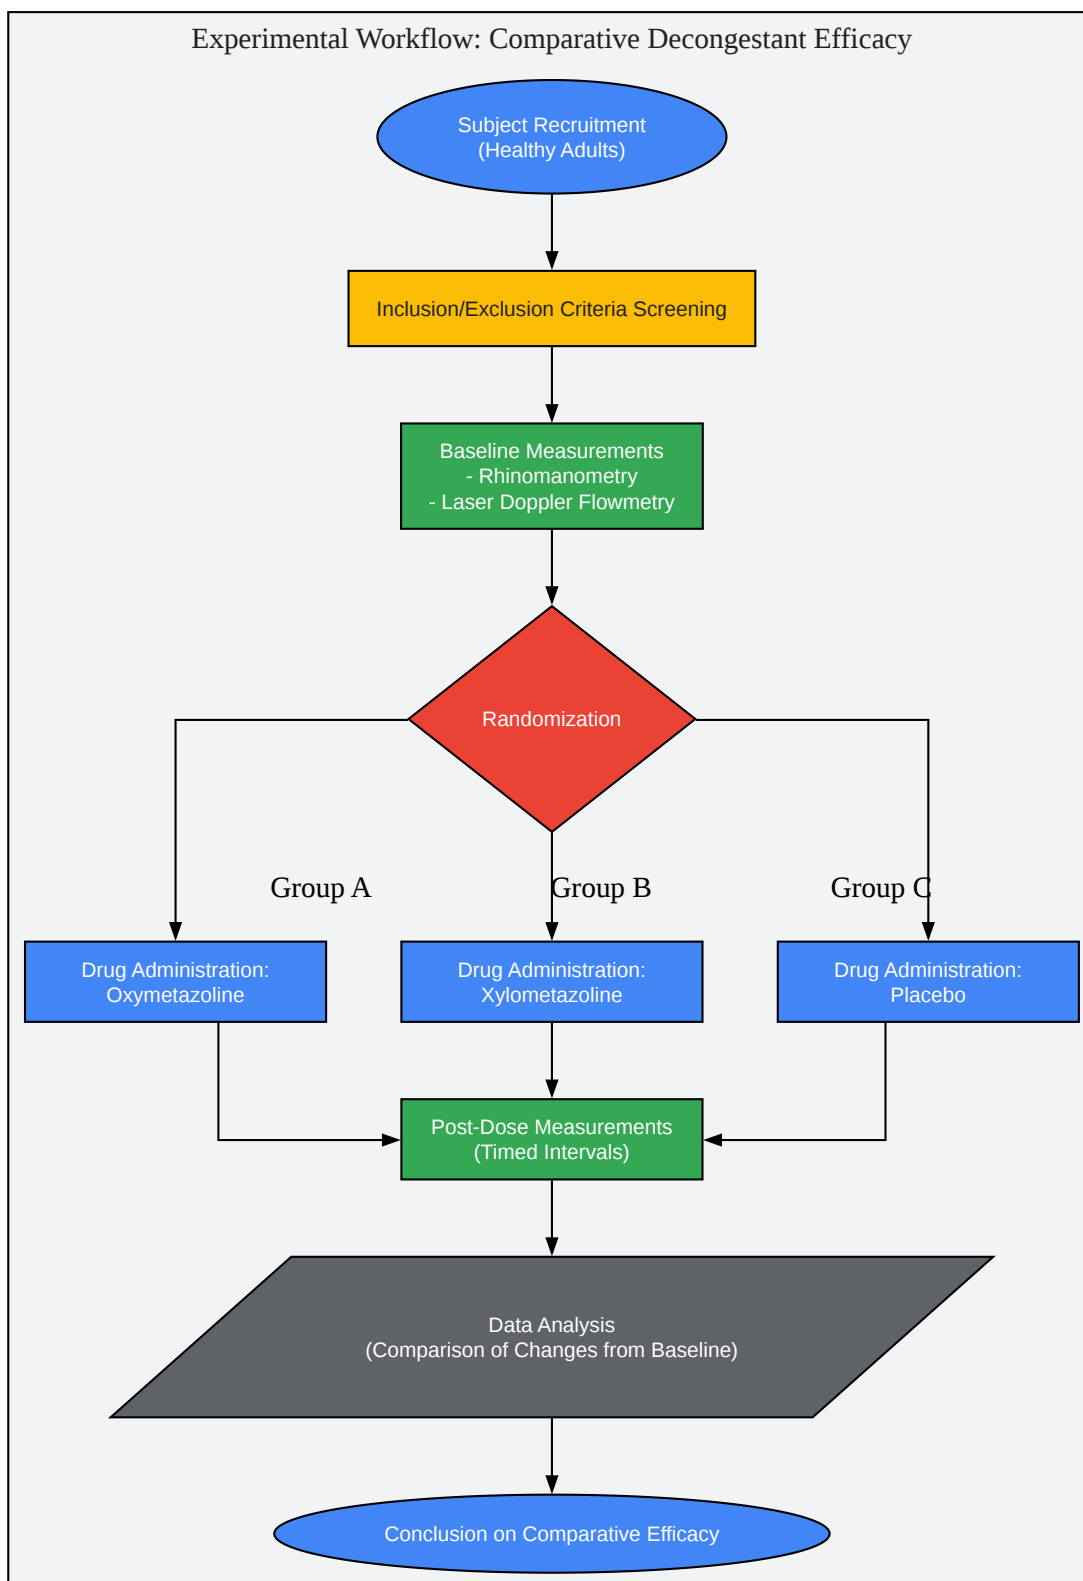 Experimental Workflow: Comparative Decongestant Efficacy
Subject Recruitment
(Healthy Adults)
Inclusion/Exclusion Criteria Screening
Baseline Measurements
- Rhinomanometry
- Laser Doppler Flowmetry
Randomization
Group A
Group B
Group C
Drug Administration:
Oxymetazoline
Drug Administration:
Xylometazoline
Drug Administration:
Placebo
Post-Dose Measurements
(Timed Intervals)
Data Analysis
(Comparison of Changes from Baseline)
Conclusion on Comparative Efficacy